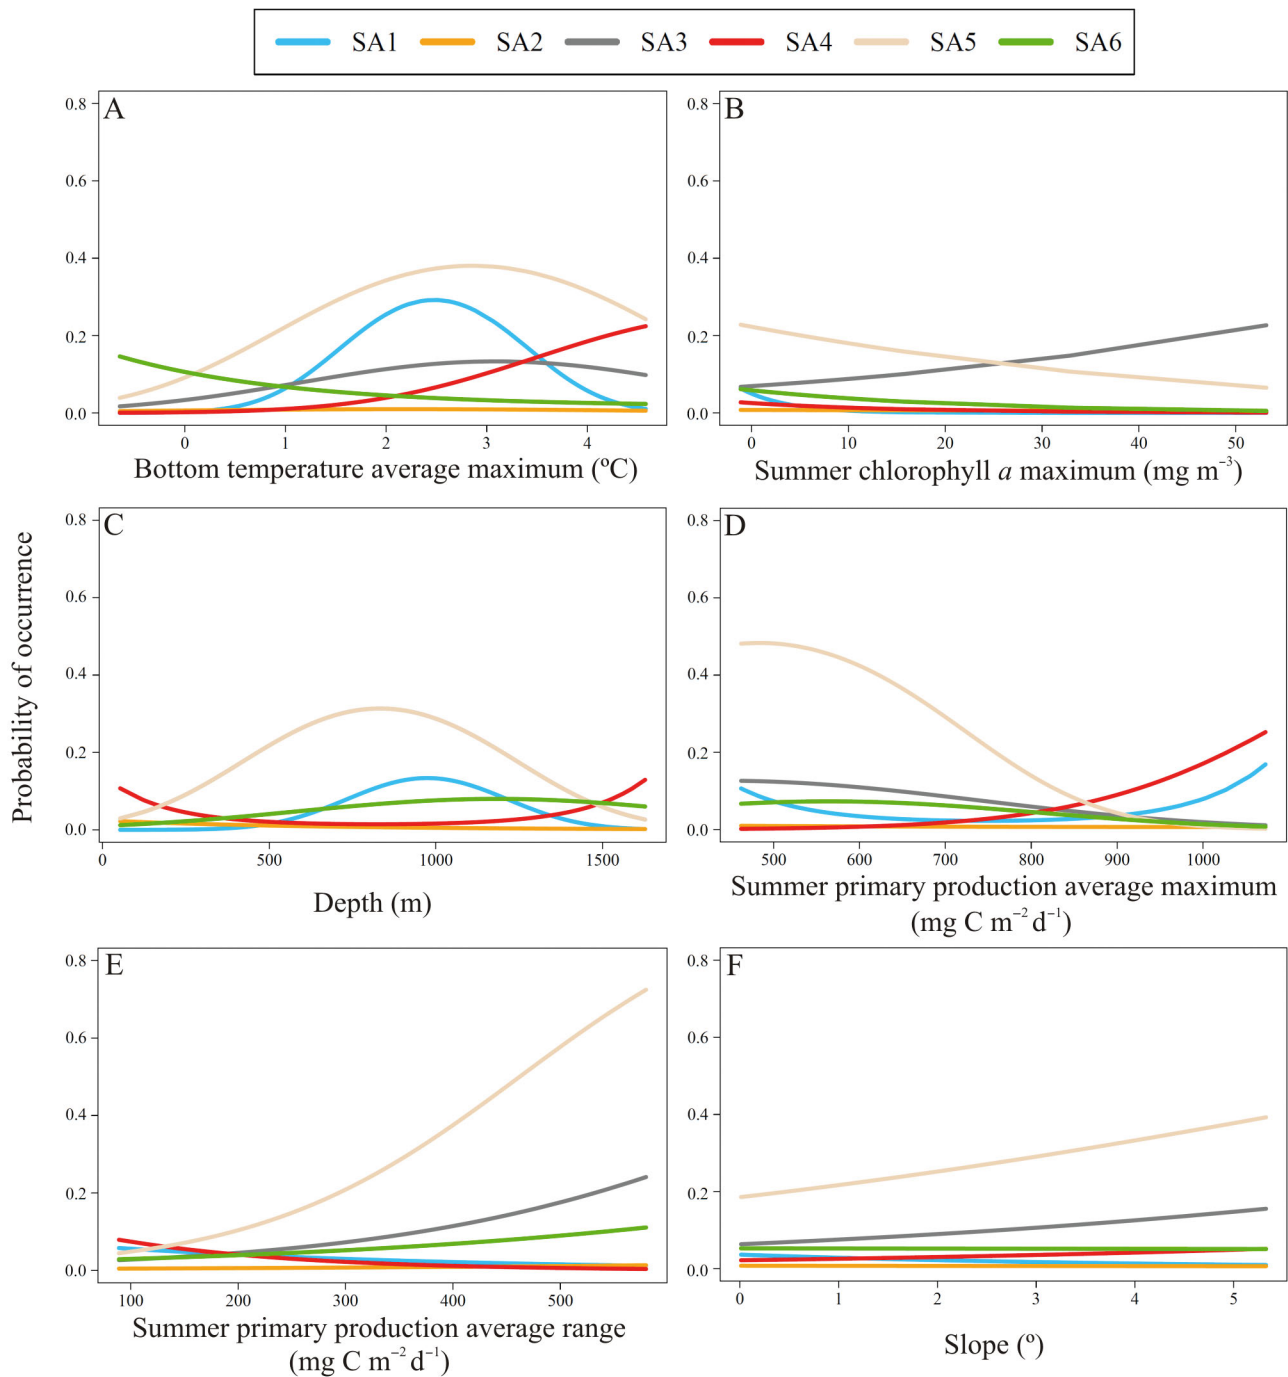 SA1 SA2 SA3 SA4 SA5 SA6
A
0.8
0.6
0.4
0.2
0.0
0 1 2 3 4
Bottom temperature average maximum (ºC)
B
0.8
0.6
0.4
0.2
0.0
0 10 20 30 40 50
Summer chlorophyll a maximum (mg m⁻³)
Probability of occurrence
C
0.8
0.6
0.4
0.2
0.0
0 500 1000 1500
Depth (m)
D
0.8
0.6
0.4
0.2
0.0
500 600 700 800 900 1000
Summer primary production average maximum
(mg C m⁻² d⁻¹)
E
0.8
0.6
0.4
0.2
0.0
100 200 300 400 500
Summer primary production average range
(mg C m⁻² d⁻¹)
F
0.8
0.6
0.4
0.2
0.0
0 1 2 3 4 5
Slope (º)